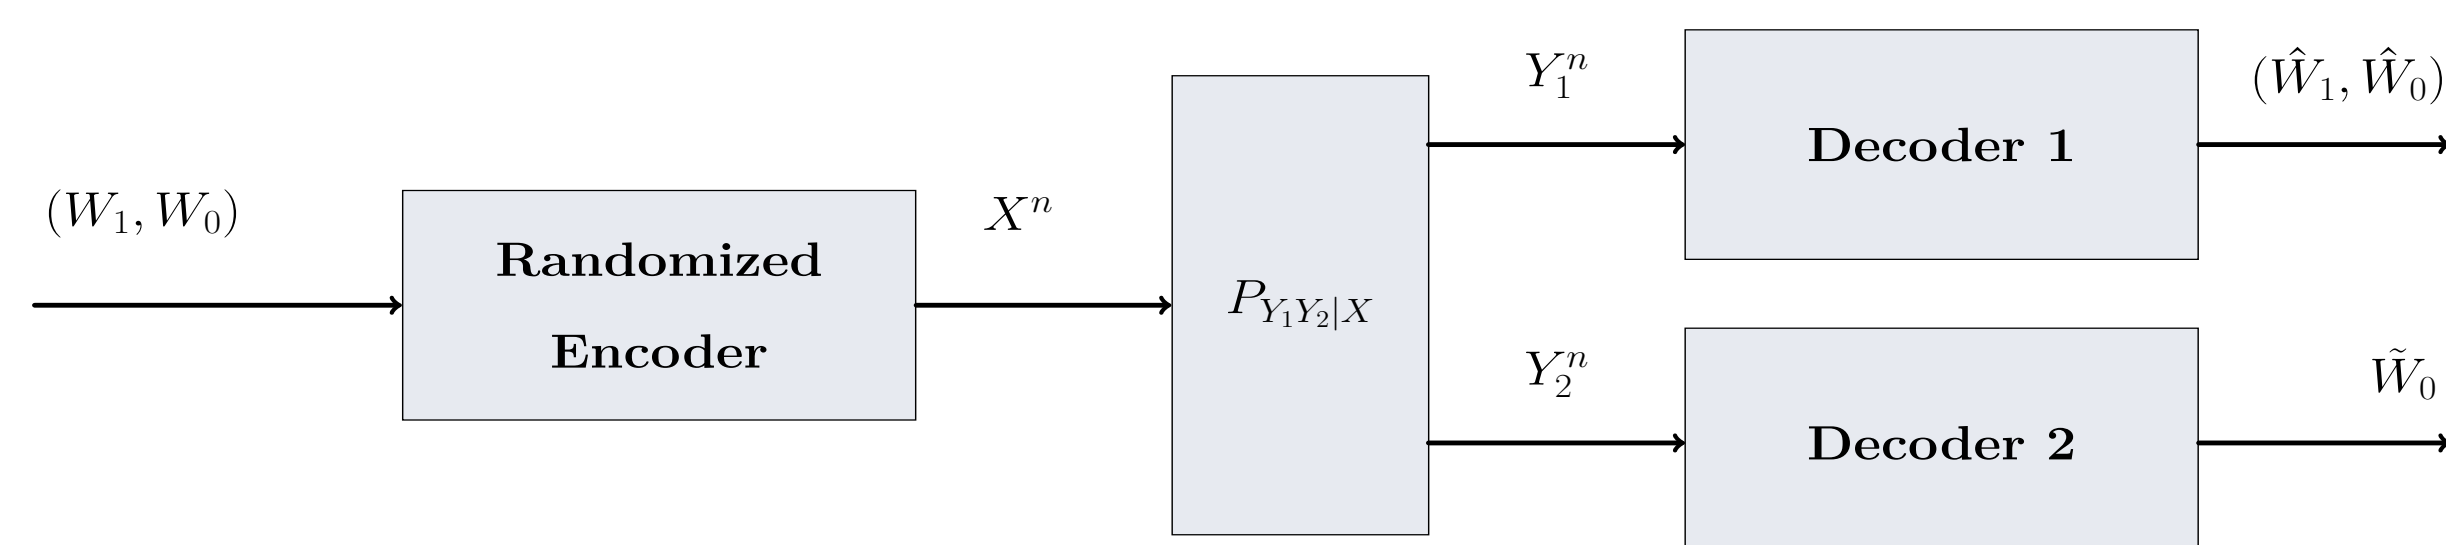 (W₁, W₀)
Randomized
Encoder
Xⁿ
P_{Y₁Y₂|X}
Y₁ⁿ
Decoder 1
(Ŵ₁, Ŵ₀)
Y₂ⁿ
Decoder 2
W̃₀